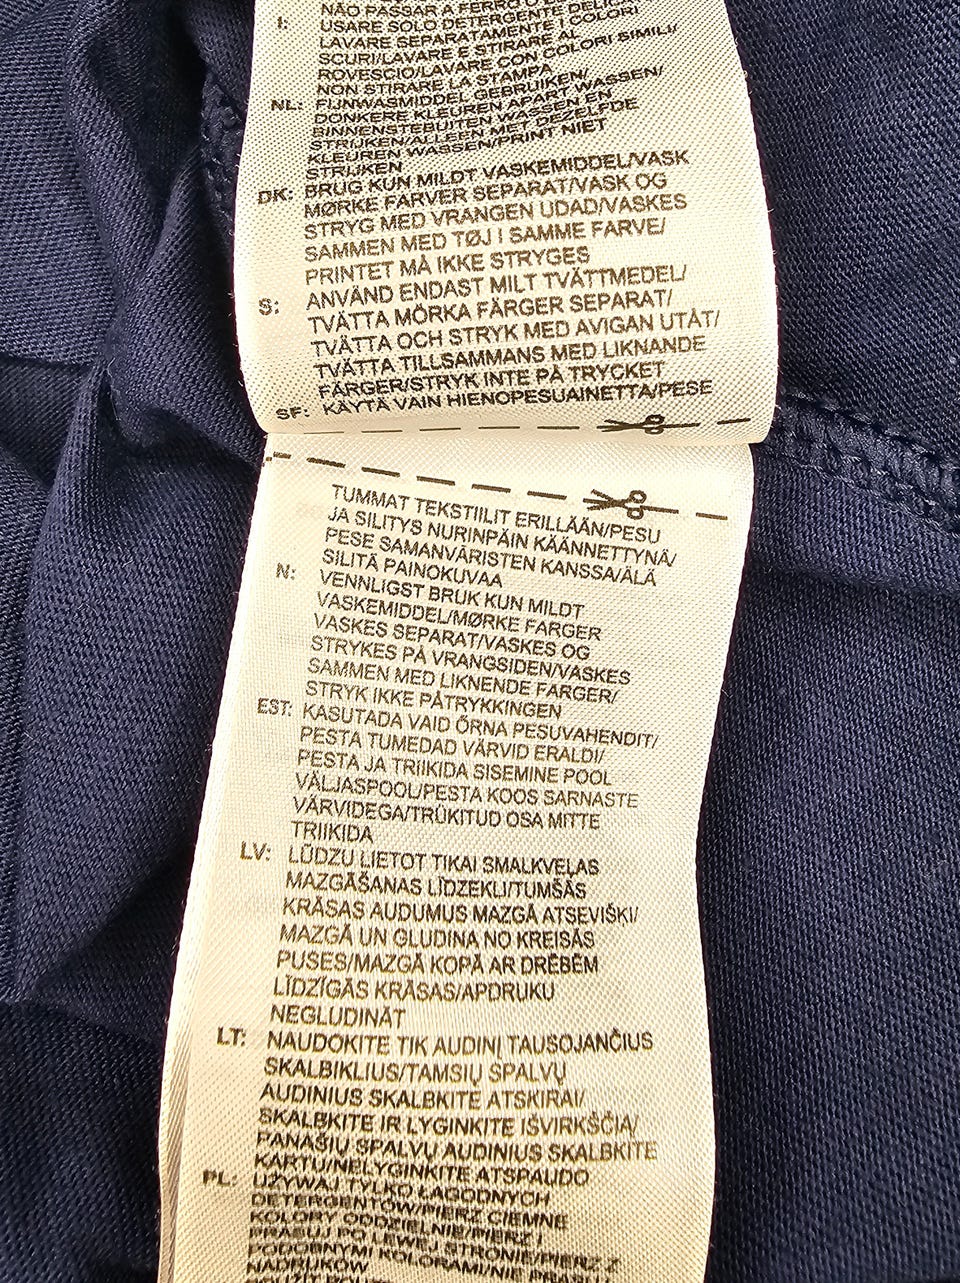 NÃO PASSAR A FERRO O
I: USARE SOLO DETERGENTE DELICATO
LAVARE SEPARATAMENTE I COLORI
SCURI/LAVARE E STIRARE AL
ROVESCIO/LAVARE CON COLORI SIMILI/
NON STIRARE LA STAMPA
NL: FIJNWASMIDDEL GEBRUIKEN/
DONKERE KLEUREN APART WASSEN/
BINNENSTEBUITEN WASSEN EN
STRIJKEN/ALLEEN MET DEZELFDE
KLEUREN WASSEN/PRINT NIET
STRIJKEN
DK: BRUG KUN MILDT VASKEMIDDEL/VASK
MØRKE FARVER SEPARAT/VASK OG
STRYG MED VRANGEN UDAD/VASKES
SAMMEN MED TØJ I SAMME FARVE/
PRINTET MÅ IKKE STRYGES
S: ANVÄND ENDAST MILT TVÄTTMEDEL/
TVÄTTA MÖRKA FÄRGER SEPARAT/
TVÄTTA OCH STRYK MED AVIGAN UTÅT/
TVÄTTA TILLSAMMANS MED LIKNANDE
FÄRGER/STRYK INTE PÅ TRYCKET
SF: KÄYTÄ VAIN HIENOPESUAINETTA/PESE
TUMMAT TEKSTIILIT ERILLÄÄN/PESU
JA SILITYS NURINPÄIN KÄÄNNETTYNÄ/
PESE SAMANVÄRISTEN KANSSA/ÄLÄ
SILITÄ PAINOKUVAA
N: VENNLIGST BRUK KUN MILDT
VASKEMIDDEL/MØRKE FARGER
VASKES SEPARAT/VASKES OG
STRYKES PÅ VRANGSIDEN/VASKES
SAMMEN MED LIKNENDE FARGER/
STRYK IKKE PÅTRYKKINGEN
EST: KASUTADA VAID ÕRNA PESUVAHENDIT/
PESTA TUMEDAD VÄRVID ERALDI/
PESTA JA TRIIKIDA SISEMINE POOL
VÄLJASPOOL/PESTA KOOS SARNASTE
VÄRVIDEGA/TRÜKITUD OSA MITTE
TRIIKIDA
LV: LŪDZU LIETOT TIKAI SMALKVEĻAS
MAZGĀŠANAS LĪDZEKLI/TUMŠĀS
KRĀSAS AUDUMUS MAZGĀ ATSEVIŠĶI/
MAZGĀ UN GLUDINA NO KREISĀS
PUSES/MAZGĀ KOPĀ AR DRĒBĒM
LĪDZĪGĀS KRĀSAS/APDRUKU
NEGLUDINĀT
LT: NAUDOKITE TIK AUDINĮ TAUSOJANČIUS
SKALBIKLIUS/TAMSIŲ SPALVŲ
AUDINIUS SKALBKITE ATSKIRAI/
SKALBKITE IR LYGINKITE IŠVIRKŠČIĄ/
PANAŠIŲ SPALVŲ AUDINIUS SKALBKITE
KARTU/NELYGINKITE ATSPAUDO
PL: UŻYWAJ TYLKO ŁAGODNYCH
DETERGENTÓW/PIERZ CIEMNE
KOLORY ODDZIELNIE/PIERZ I
PRASUJ PO LEWEJ STRONIE/PIERZ Z
PODOBNYMI KOLORAMI/NIE PRASUJ
NADRUKÓW